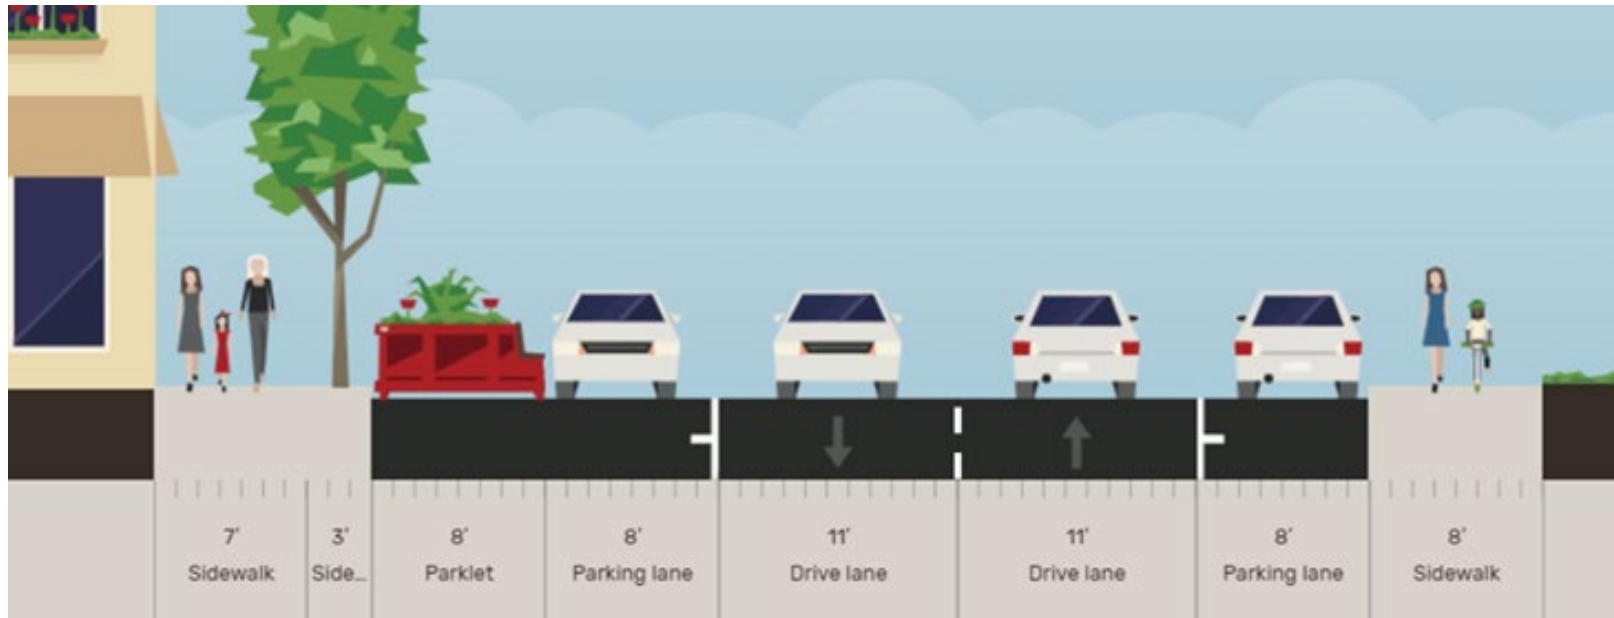 7' 3' 8' 8' 11' 11' 8' 8'
Sidewalk Side... Parklet Parking lane Drive lane Drive lane Parking lane Sidewalk